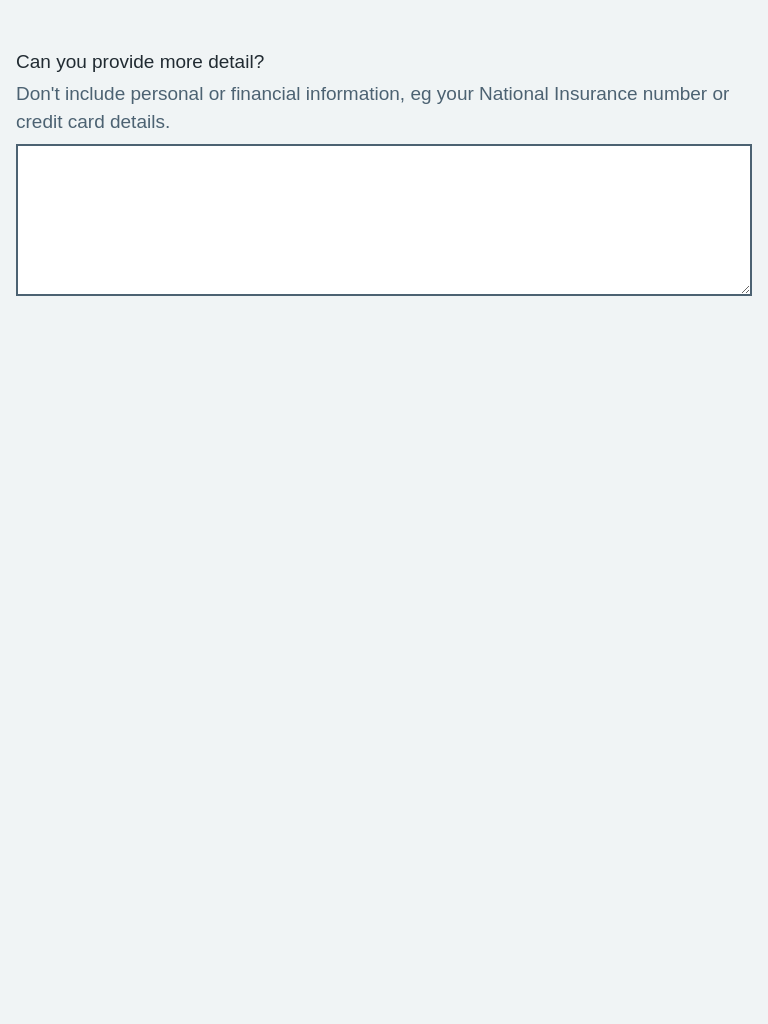 Can you provide more detail?
Don't include personal or financial information, eg your National Insurance number or
credit card details.